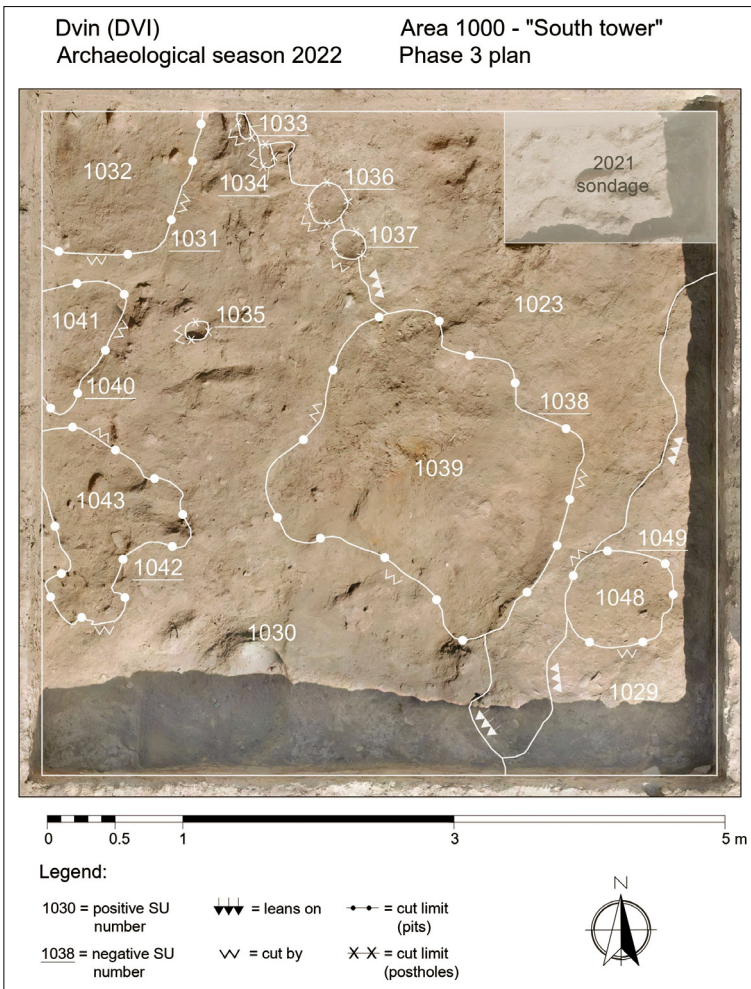 Dvin (DVI)
Archaeological season 2022
Area 1000 - "South tower"
Phase 3 plan
1033
2021
sondage
1032
1034
1036
1031
1037
1041
1035
1023
1040
1038
1039
1043
1049
1042
1048
1030
1029
0
0.5
1
3
5 m
Legend:
1030 = positive SU
number
= leans on
= cut limit
(pits)
1038 = negative SU
number
= cut by
= cut limit
(postholes)
N